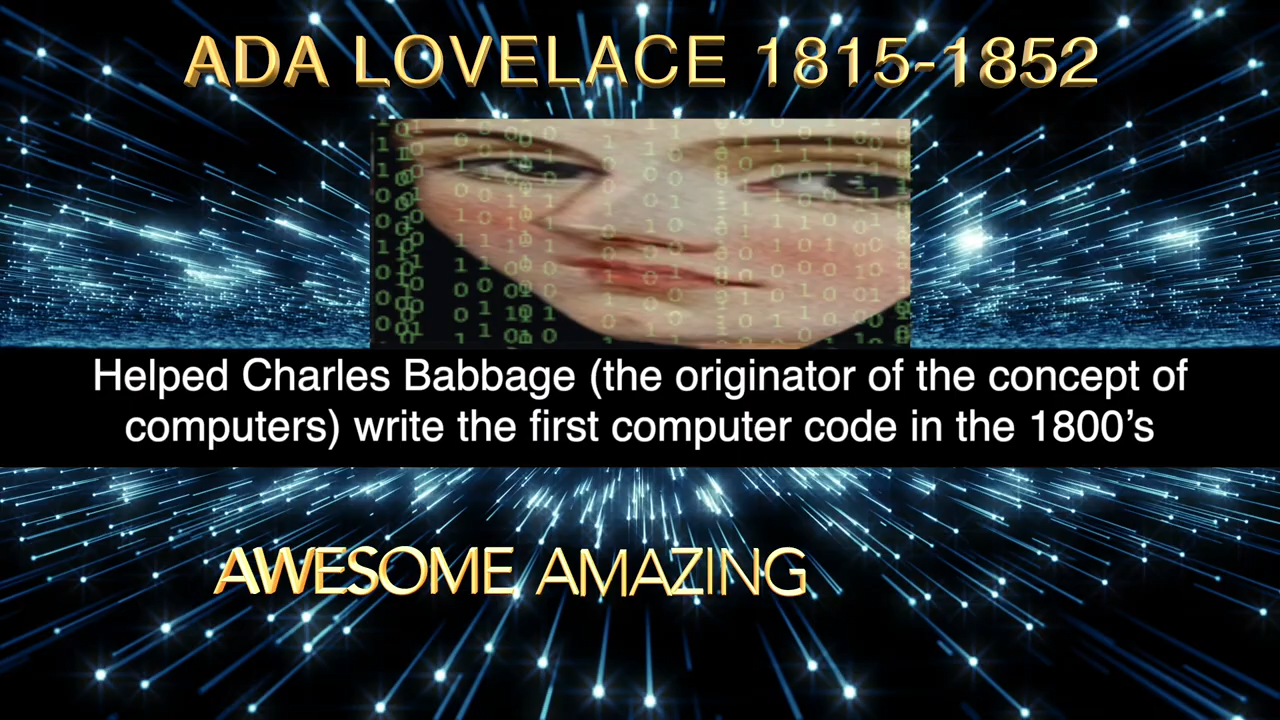 ADA LOVELACE 1815-1852
Helped Charles Babbage (the originator of the concept of
computers) write the first computer code in the 1800’s
AWESOME AMAZING